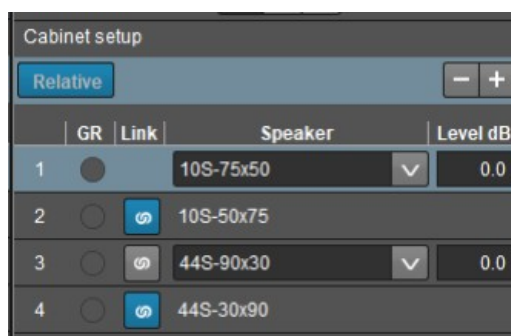 Cabinet setup
Relative − +
GR Link Speaker Level dB
1 10S-75x50 0.0
2 10S-50x75
3 44S-90x30 0.0
4 44S-30x90